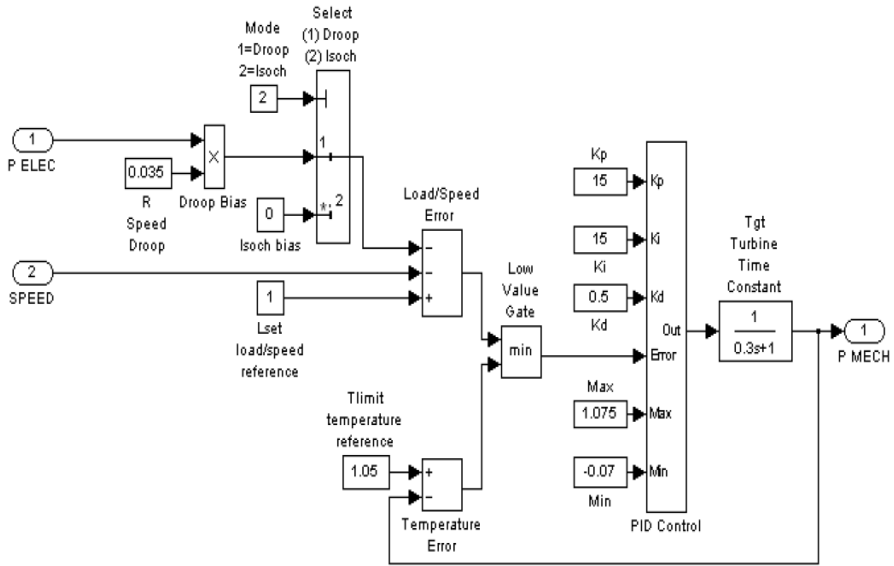 Select
(1) Droop
(2) Isoch
Mode
1=Droop
2=Isoch
2
1
P ELEC
0.035
R
Speed
Droop
X
Droop Bias
1
*, 2
0
Isoch bias
Load/Speed
Error
−
−
+
2
SPEED
1
Lset
load/speed
reference
Low
Value
Gate
min
Tlimit
temperature
reference
1.05
+
−
Temperature
Error
Kp
15
Kp
15
Ki
Ki
0.5
Kd
Kd
Out
Error
Max
1.075
Max
-0.07
Min
Min
PID Control
Tgt
Turbine
Time
Constant
1
0.3s+1
1
P MECH